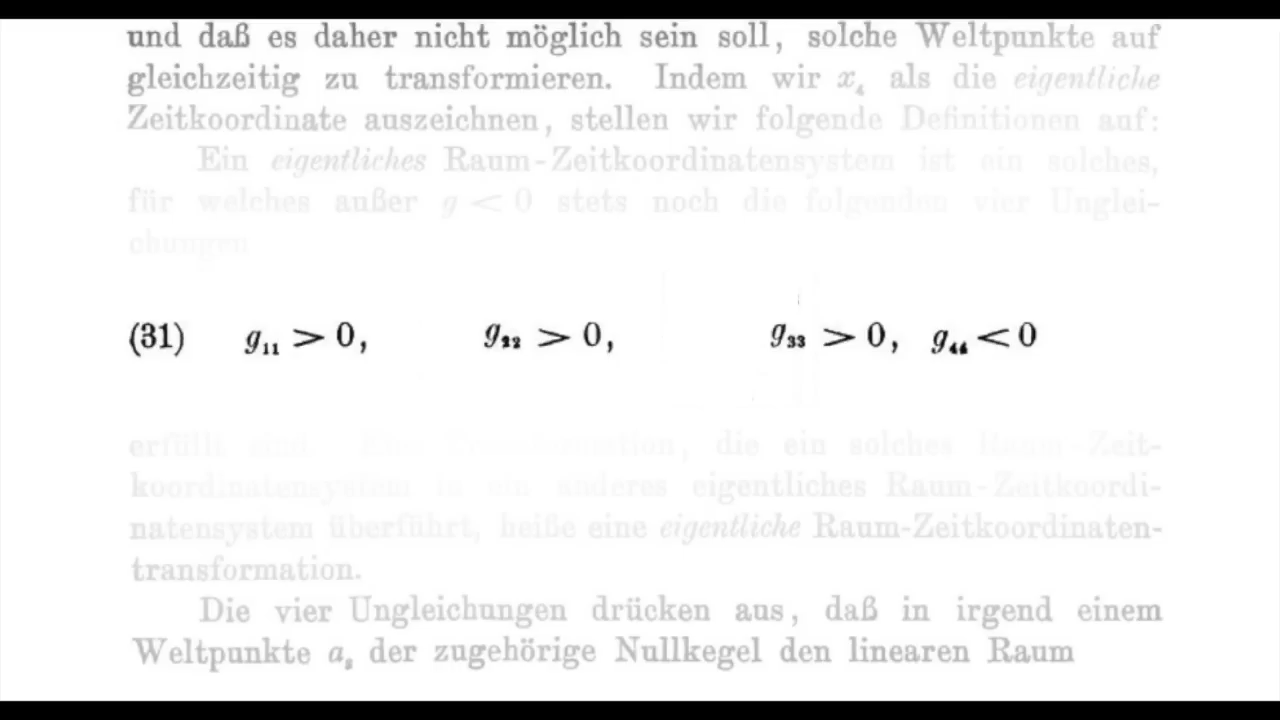 und daß es daher nicht möglich sein soll, solche Weltpunkte auf
gleichzeitig zu transformieren. Indem wir x₄ als die eigentliche
Zeitkoordinate auszeichnen, stellen wir folgende Definitionen auf:
Ein eigentliches Raum-Zeitkoordinatensystem ist ein solches,
für welches außer g < 0 stets noch die folgenden vier Unglei-
chungen
(31) g₁₁ > 0, g₂₂ > 0, g₃₃ > 0, g₄₄ < 0
erfüllt sind. Eine Transformation, die ein solches Raum-Zeit-
koordinatensystem in ein anderes eigentliches Raum-Zeitkoordi-
natensystem überführt, heiße eine eigentliche Raum-Zeitkoordinaten-
transformation.
Die vier Ungleichungen drücken aus, daß in irgend einem
Weltpunkte aₛ der zugehörige Nullkegel den linearen Raum